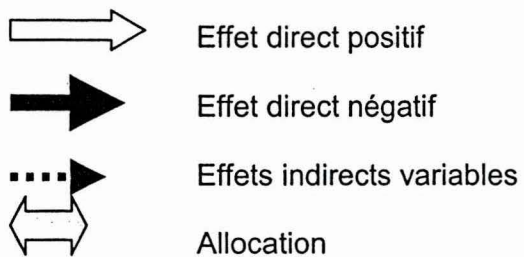 Effet direct positif
Effet direct négatif
Effets indirects variables
Allocation